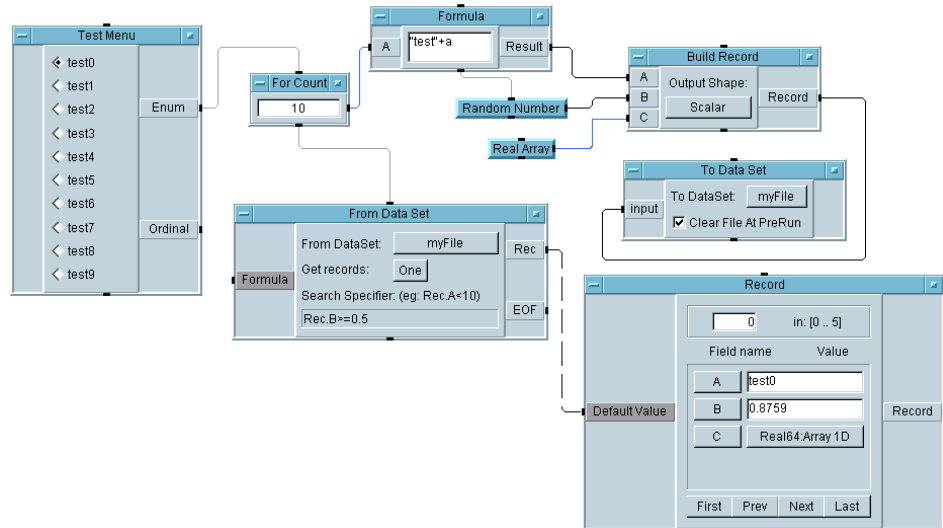 Test Menu
test0
test1
test2
test3
test4
test5
test6
test7
test8
test9
Enum
Ordinal
For Count
10
Formula
A
"test"+a
Result
Random Number
Real Array
Build Record
A
B
C
Output Shape:
Scalar
Record
To Data Set
input
To DataSet: myFile
Clear File At PreRun
From Data Set
Formula
From DataSet: myFile
Get records: One
Search Specifier: (eg: Rec.A<10)
Rec.B>=0.5
Rec
EOF
Record
Default Value
0 in: [0 .. 5]
Field name Value
A test0
B 0.8759
C Real64:Array 1D
First Prev Next Last
Record